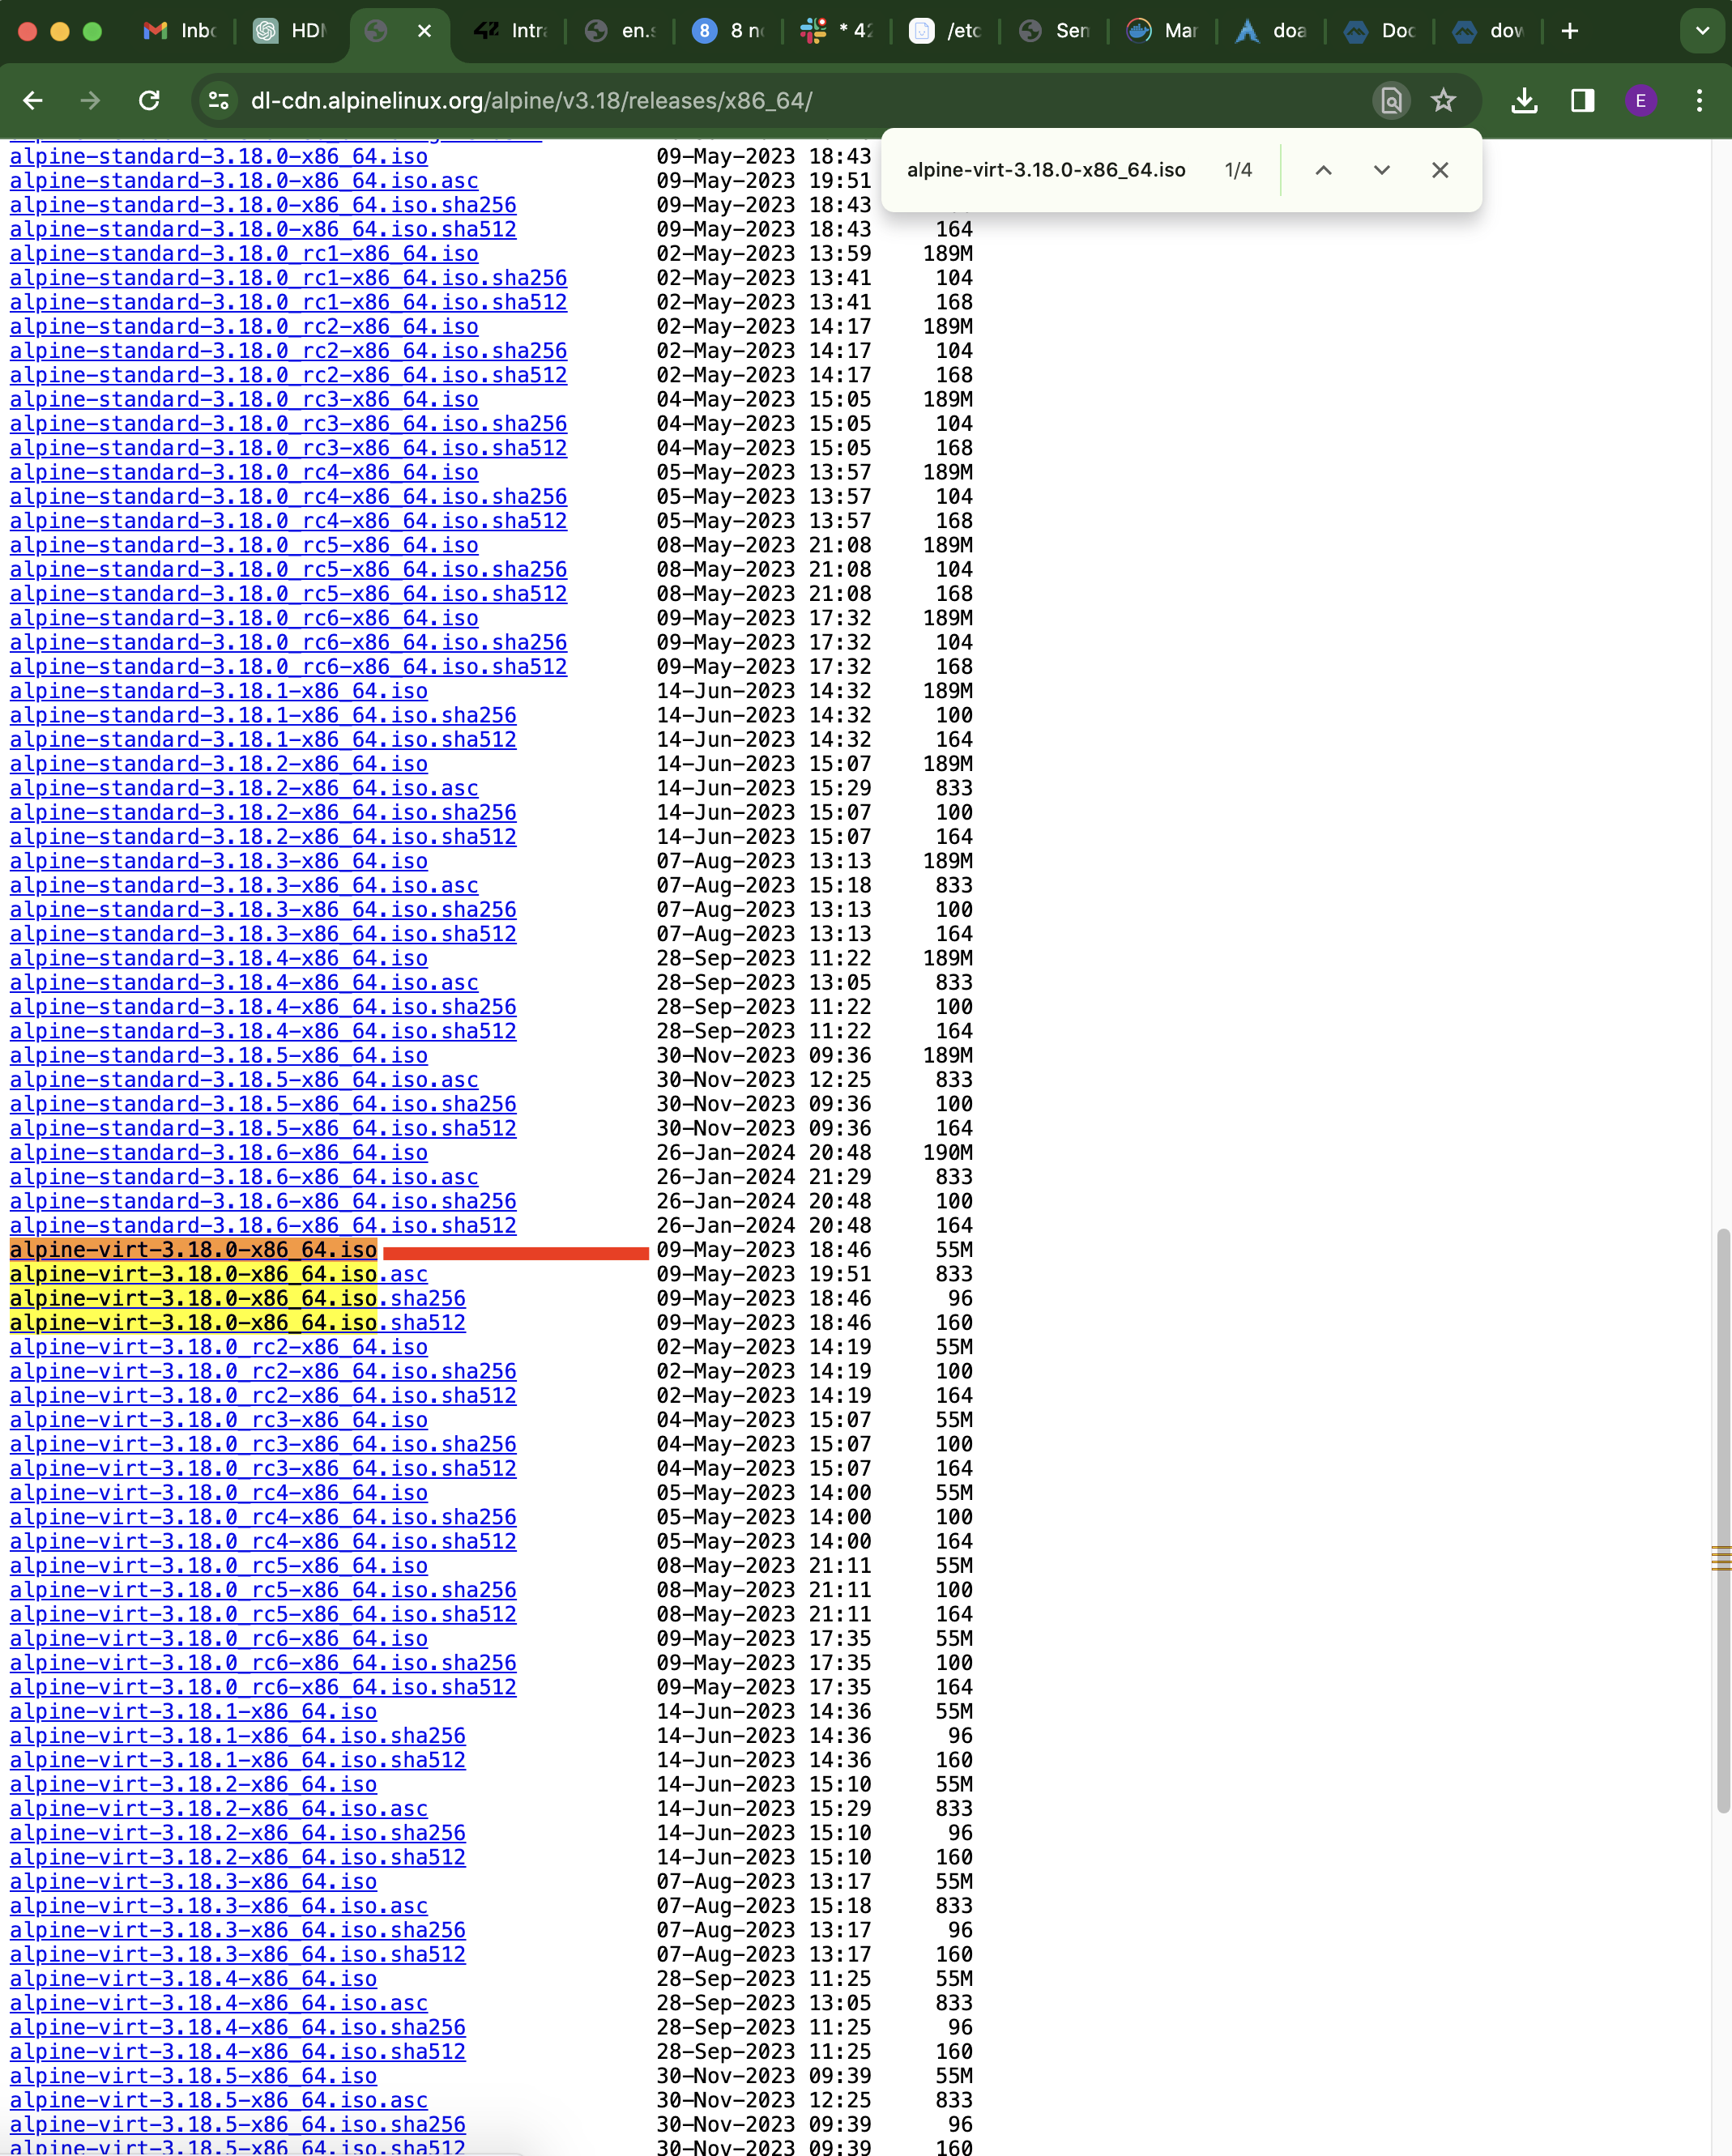 Inbc HDI Intra en.s 8 8 no * 42 /etc Sen Mar doa Doc dow
dl-cdn.alpinelinux.org/alpine/v3.18/releases/x86_64/ E
alpine-virt-3.18.0-x86_64.iso 1/4
alpine-standard-3.18.0-x86_64.iso 09-May-2023 18:43
alpine-standard-3.18.0-x86_64.iso.asc 09-May-2023 19:51
alpine-standard-3.18.0-x86_64.iso.sha256 09-May-2023 18:43
alpine-standard-3.18.0-x86_64.iso.sha512 09-May-2023 18:43 164
alpine-standard-3.18.0_rc1-x86_64.iso 02-May-2023 13:59 189M
alpine-standard-3.18.0_rc1-x86_64.iso.sha256 02-May-2023 13:41 104
alpine-standard-3.18.0_rc1-x86_64.iso.sha512 02-May-2023 13:41 168
alpine-standard-3.18.0_rc2-x86_64.iso 02-May-2023 14:17 189M
alpine-standard-3.18.0_rc2-x86_64.iso.sha256 02-May-2023 14:17 104
alpine-standard-3.18.0_rc2-x86_64.iso.sha512 02-May-2023 14:17 168
alpine-standard-3.18.0_rc3-x86_64.iso 04-May-2023 15:05 189M
alpine-standard-3.18.0_rc3-x86_64.iso.sha256 04-May-2023 15:05 104
alpine-standard-3.18.0_rc3-x86_64.iso.sha512 04-May-2023 15:05 168
alpine-standard-3.18.0_rc4-x86_64.iso 05-May-2023 13:57 189M
alpine-standard-3.18.0_rc4-x86_64.iso.sha256 05-May-2023 13:57 104
alpine-standard-3.18.0_rc4-x86_64.iso.sha512 05-May-2023 13:57 168
alpine-standard-3.18.0_rc5-x86_64.iso 08-May-2023 21:08 189M
alpine-standard-3.18.0_rc5-x86_64.iso.sha256 08-May-2023 21:08 104
alpine-standard-3.18.0_rc5-x86_64.iso.sha512 08-May-2023 21:08 168
alpine-standard-3.18.0_rc6-x86_64.iso 09-May-2023 17:32 189M
alpine-standard-3.18.0_rc6-x86_64.iso.sha256 09-May-2023 17:32 104
alpine-standard-3.18.0_rc6-x86_64.iso.sha512 09-May-2023 17:32 168
alpine-standard-3.18.1-x86_64.iso 14-Jun-2023 14:32 189M
alpine-standard-3.18.1-x86_64.iso.sha256 14-Jun-2023 14:32 100
alpine-standard-3.18.1-x86_64.iso.sha512 14-Jun-2023 14:32 164
alpine-standard-3.18.2-x86_64.iso 14-Jun-2023 15:07 189M
alpine-standard-3.18.2-x86_64.iso.asc 14-Jun-2023 15:29 833
alpine-standard-3.18.2-x86_64.iso.sha256 14-Jun-2023 15:07 100
alpine-standard-3.18.2-x86_64.iso.sha512 14-Jun-2023 15:07 164
alpine-standard-3.18.3-x86_64.iso 07-Aug-2023 13:13 189M
alpine-standard-3.18.3-x86_64.iso.asc 07-Aug-2023 15:18 833
alpine-standard-3.18.3-x86_64.iso.sha256 07-Aug-2023 13:13 100
alpine-standard-3.18.3-x86_64.iso.sha512 07-Aug-2023 13:13 164
alpine-standard-3.18.4-x86_64.iso 28-Sep-2023 11:22 189M
alpine-standard-3.18.4-x86_64.iso.asc 28-Sep-2023 13:05 833
alpine-standard-3.18.4-x86_64.iso.sha256 28-Sep-2023 11:22 100
alpine-standard-3.18.4-x86_64.iso.sha512 28-Sep-2023 11:22 164
alpine-standard-3.18.5-x86_64.iso 30-Nov-2023 09:36 189M
alpine-standard-3.18.5-x86_64.iso.asc 30-Nov-2023 12:25 833
alpine-standard-3.18.5-x86_64.iso.sha256 30-Nov-2023 09:36 100
alpine-standard-3.18.5-x86_64.iso.sha512 30-Nov-2023 09:36 164
alpine-standard-3.18.6-x86_64.iso 26-Jan-2024 20:48 190M
alpine-standard-3.18.6-x86_64.iso.asc 26-Jan-2024 21:29 833
alpine-standard-3.18.6-x86_64.iso.sha256 26-Jan-2024 20:48 100
alpine-standard-3.18.6-x86_64.iso.sha512 26-Jan-2024 20:48 164
alpine-virt-3.18.0-x86_64.iso 09-May-2023 18:46 55M
alpine-virt-3.18.0-x86_64.iso.asc 09-May-2023 19:51 833
alpine-virt-3.18.0-x86_64.iso.sha256 09-May-2023 18:46 96
alpine-virt-3.18.0-x86_64.iso.sha512 09-May-2023 18:46 160
alpine-virt-3.18.0_rc2-x86_64.iso 02-May-2023 14:19 55M
alpine-virt-3.18.0_rc2-x86_64.iso.sha256 02-May-2023 14:19 100
alpine-virt-3.18.0_rc2-x86_64.iso.sha512 02-May-2023 14:19 164
alpine-virt-3.18.0_rc3-x86_64.iso 04-May-2023 15:07 55M
alpine-virt-3.18.0_rc3-x86_64.iso.sha256 04-May-2023 15:07 100
alpine-virt-3.18.0_rc3-x86_64.iso.sha512 04-May-2023 15:07 164
alpine-virt-3.18.0_rc4-x86_64.iso 05-May-2023 14:00 55M
alpine-virt-3.18.0_rc4-x86_64.iso.sha256 05-May-2023 14:00 100
alpine-virt-3.18.0_rc4-x86_64.iso.sha512 05-May-2023 14:00 164
alpine-virt-3.18.0_rc5-x86_64.iso 08-May-2023 21:11 55M
alpine-virt-3.18.0_rc5-x86_64.iso.sha256 08-May-2023 21:11 100
alpine-virt-3.18.0_rc5-x86_64.iso.sha512 08-May-2023 21:11 164
alpine-virt-3.18.0_rc6-x86_64.iso 09-May-2023 17:35 55M
alpine-virt-3.18.0_rc6-x86_64.iso.sha256 09-May-2023 17:35 100
alpine-virt-3.18.0_rc6-x86_64.iso.sha512 09-May-2023 17:35 164
alpine-virt-3.18.1-x86_64.iso 14-Jun-2023 14:36 55M
alpine-virt-3.18.1-x86_64.iso.sha256 14-Jun-2023 14:36 96
alpine-virt-3.18.1-x86_64.iso.sha512 14-Jun-2023 14:36 160
alpine-virt-3.18.2-x86_64.iso 14-Jun-2023 15:10 55M
alpine-virt-3.18.2-x86_64.iso.asc 14-Jun-2023 15:29 833
alpine-virt-3.18.2-x86_64.iso.sha256 14-Jun-2023 15:10 96
alpine-virt-3.18.2-x86_64.iso.sha512 14-Jun-2023 15:10 160
alpine-virt-3.18.3-x86_64.iso 07-Aug-2023 13:17 55M
alpine-virt-3.18.3-x86_64.iso.asc 07-Aug-2023 15:18 833
alpine-virt-3.18.3-x86_64.iso.sha256 07-Aug-2023 13:17 96
alpine-virt-3.18.3-x86_64.iso.sha512 07-Aug-2023 13:17 160
alpine-virt-3.18.4-x86_64.iso 28-Sep-2023 11:25 55M
alpine-virt-3.18.4-x86_64.iso.asc 28-Sep-2023 13:05 833
alpine-virt-3.18.4-x86_64.iso.sha256 28-Sep-2023 11:25 96
alpine-virt-3.18.4-x86_64.iso.sha512 28-Sep-2023 11:25 160
alpine-virt-3.18.5-x86_64.iso 30-Nov-2023 09:39 55M
alpine-virt-3.18.5-x86_64.iso.asc 30-Nov-2023 12:25 833
alpine-virt-3.18.5-x86_64.iso.sha256 30-Nov-2023 09:39 96
alpine-virt-3.18.5-x86_64.iso.sha512 30-Nov-2023 09:39 160